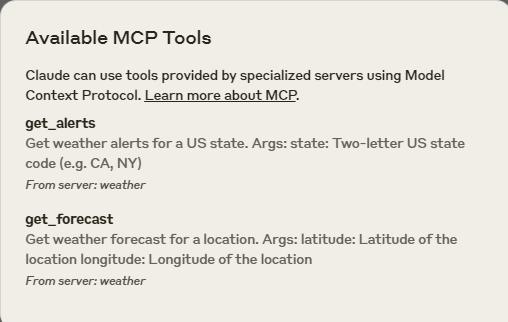 Available MCP Tools
Claude can use tools provided by specialized servers using Model
Context Protocol. Learn more about MCP.
get_alerts
Get weather alerts for a US state. Args: state: Two-letter US state
code (e.g. CA, NY)
From server: weather
get_forecast
Get weather forecast for a location. Args: latitude: Latitude of the
location longitude: Longitude of the location
From server: weather